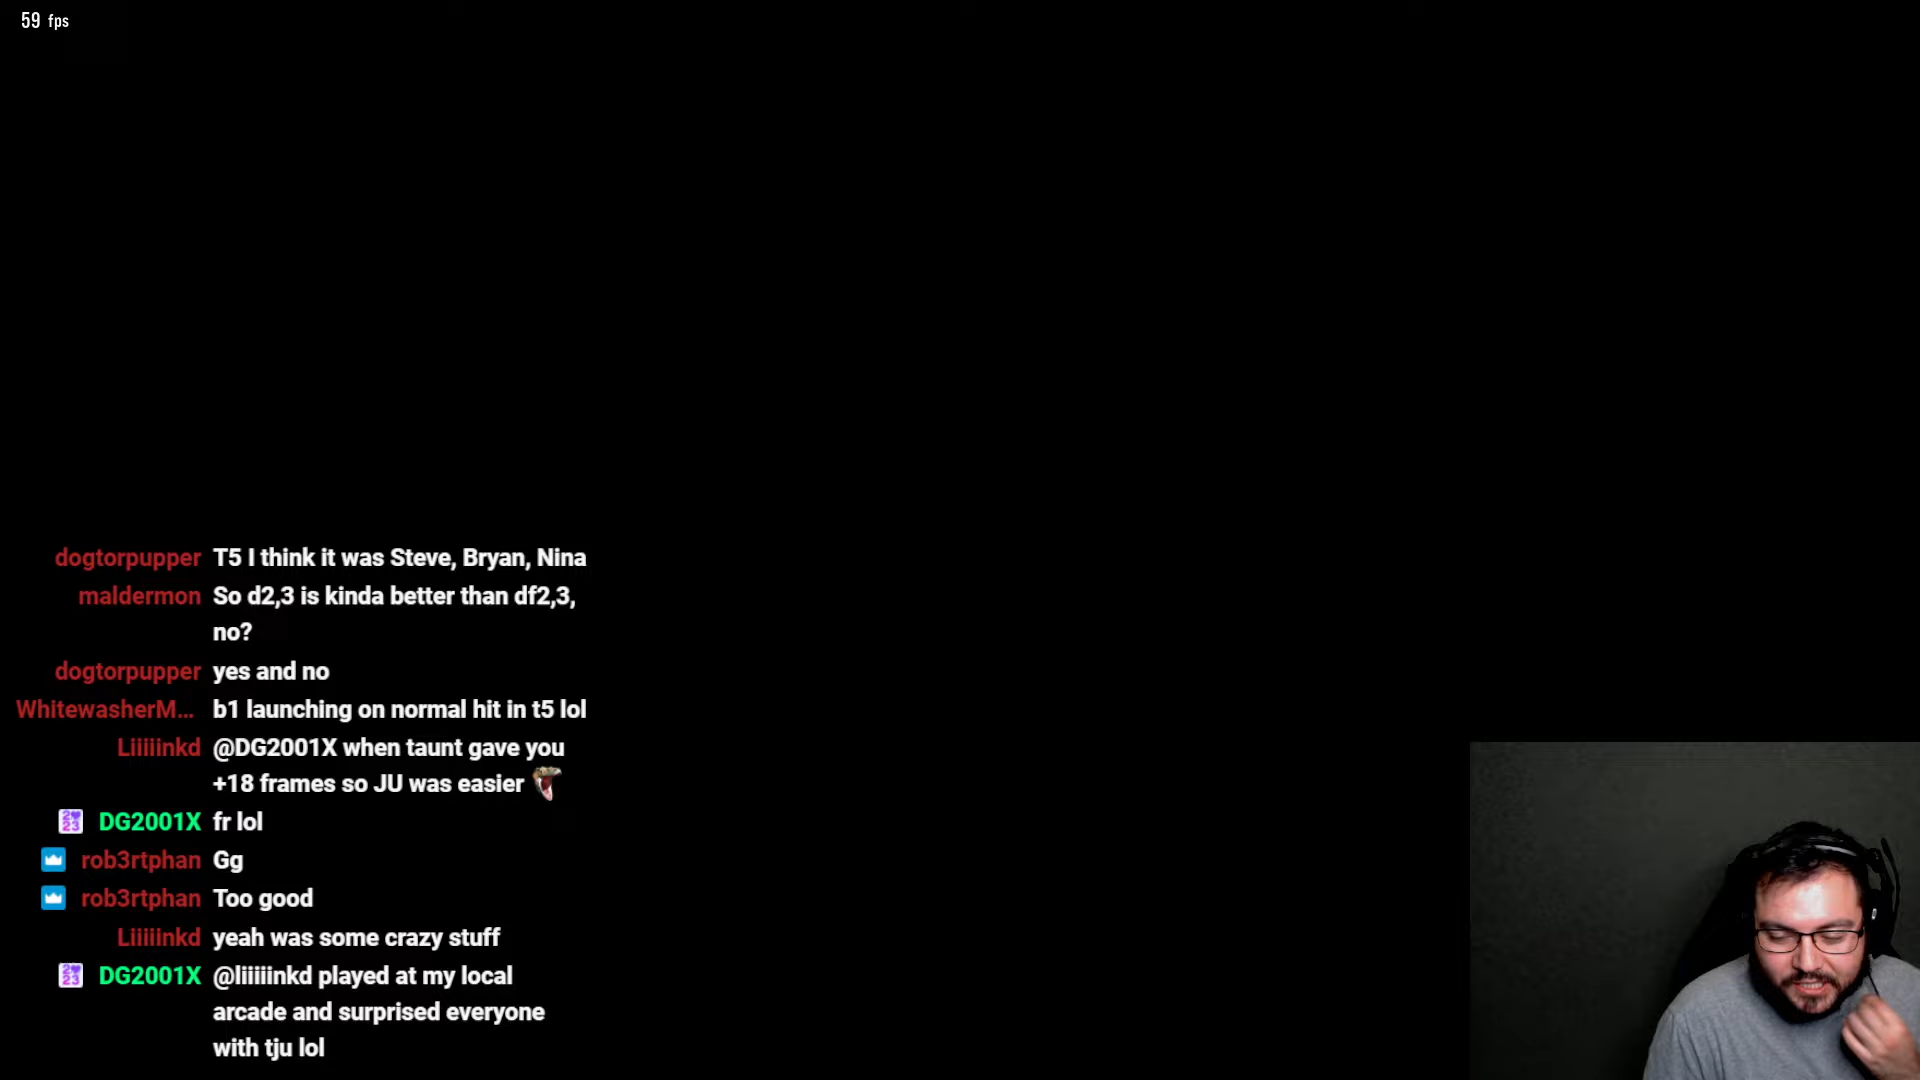 59 fps
dogtorpupper T5 I think it was Steve, Bryan, Nina
maldermon So d2,3 is kinda better than df2,3,
no?
dogtorpupper yes and no
WhitewasherM... b1 launching on normal hit in t5 lol
Liiiiinkd @DG2001X when taunt gave you
+18 frames so JU was easier
DG2001X fr lol
rob3rtphan Gg
rob3rtphan Too good
Liiiiinkd yeah was some crazy stuff
DG2001X @liiiiinkd played at my local
arcade and surprised everyone
with tju lol